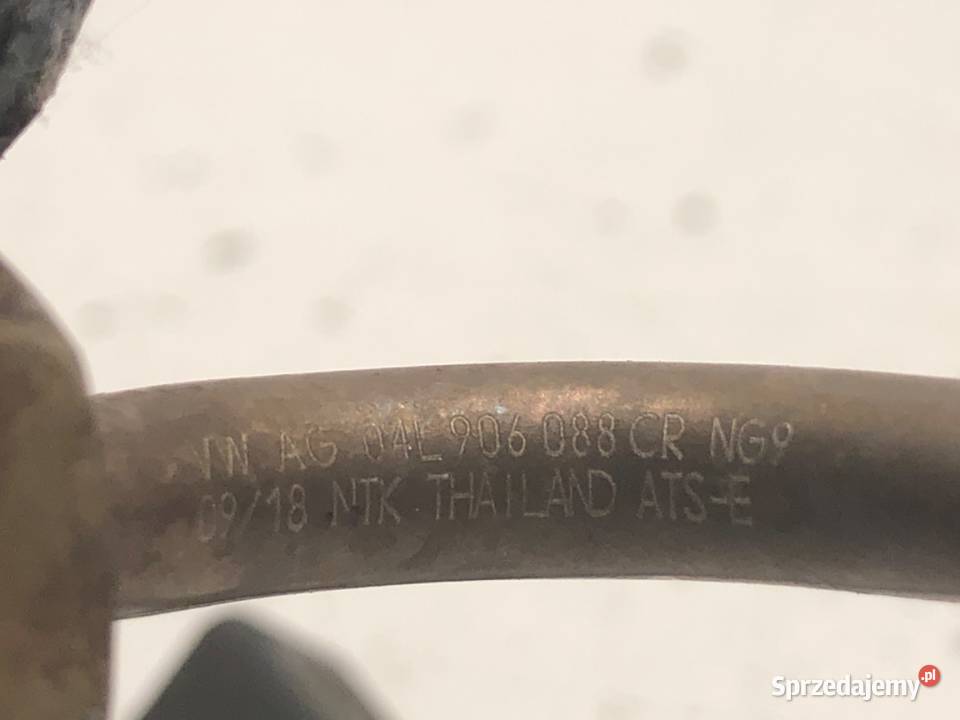 VW AG 04L 906 088 CR NG9
09/18 NTK THAILAND ATS-E
Sprzedajemy.pl